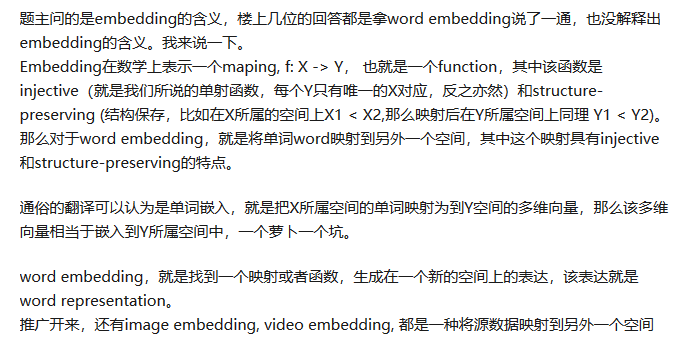 题主问的是embedding的含义，楼上几位的回答都是拿word embedding说了一通，也没解释出
embedding的含义。我来说一下。
Embedding在数学上表示一个maping, f: X -> Y， 也就是一个function，其中该函数是
injective（就是我们所说的单射函数，每个Y只有唯一的X对应，反之亦然）和structure-
preserving (结构保存，比如在X所属的空间上X1 < X2,那么映射后在Y所属空间上同理 Y1 < Y2)。
那么对于word embedding，就是将单词word映射到另外一个空间，其中这个映射具有injective
和structure-preserving的特点。
通俗的翻译可以认为是单词嵌入，就是把X所属空间的单词映射为到Y空间的多维向量，那么该多维
向量相当于嵌入到Y所属空间中，一个萝卜一个坑。
word embedding，就是找到一个映射或者函数，生成在一个新的空间上的表达，该表达就是
word representation。
推广开来，还有image embedding, video embedding, 都是一种将源数据映射到另外一个空间